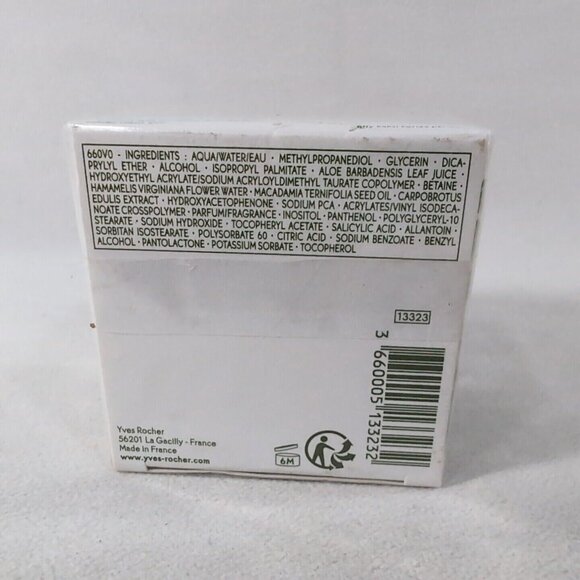 660V0 - INGREDIENTS : AQUA/WATER/EAU • METHYLPROPANEDIOL • GLYCERIN • DICA-
PRYLYL ETHER • ALCOHOL • ISOPROPYL PALMITATE • ALOE BARBADENSIS LEAF JUICE •
HYDROXYETHYL ACRYLATE/SODIUM ACRYLOYLDIMETHYL TAURATE COPOLYMER • BETAINE •
HAMAMELIS VIRGINIANA FLOWER WATER • MACADAMIA TERNIFOLIA SEED OIL • CARPOBROTUS
EDULIS EXTRACT • HYDROXYACETOPHENONE • SODIUM PCA • ACRYLATES/VINYL ISODECA-
NOATE CROSSPOLYMER • PARFUM/FRAGRANCE • INOSITOL • PANTHENOL • POLYGLYCERYL-10
STEARATE • SODIUM HYDROXIDE • TOCOPHERYL ACETATE • SALICYLIC ACID • ALLANTOIN •
SORBITAN ISOSTEARATE • POLYSORBATE 60 • CITRIC ACID • SODIUM BENZOATE • BENZYL
ALCOHOL • PANTOLACTONE • POTASSIUM SORBATE • TOCOPHEROL
13323
3 660005 133232
Yves Rocher
56201 La Gacilly - France
Made in France
www.yves-rocher.com
6M